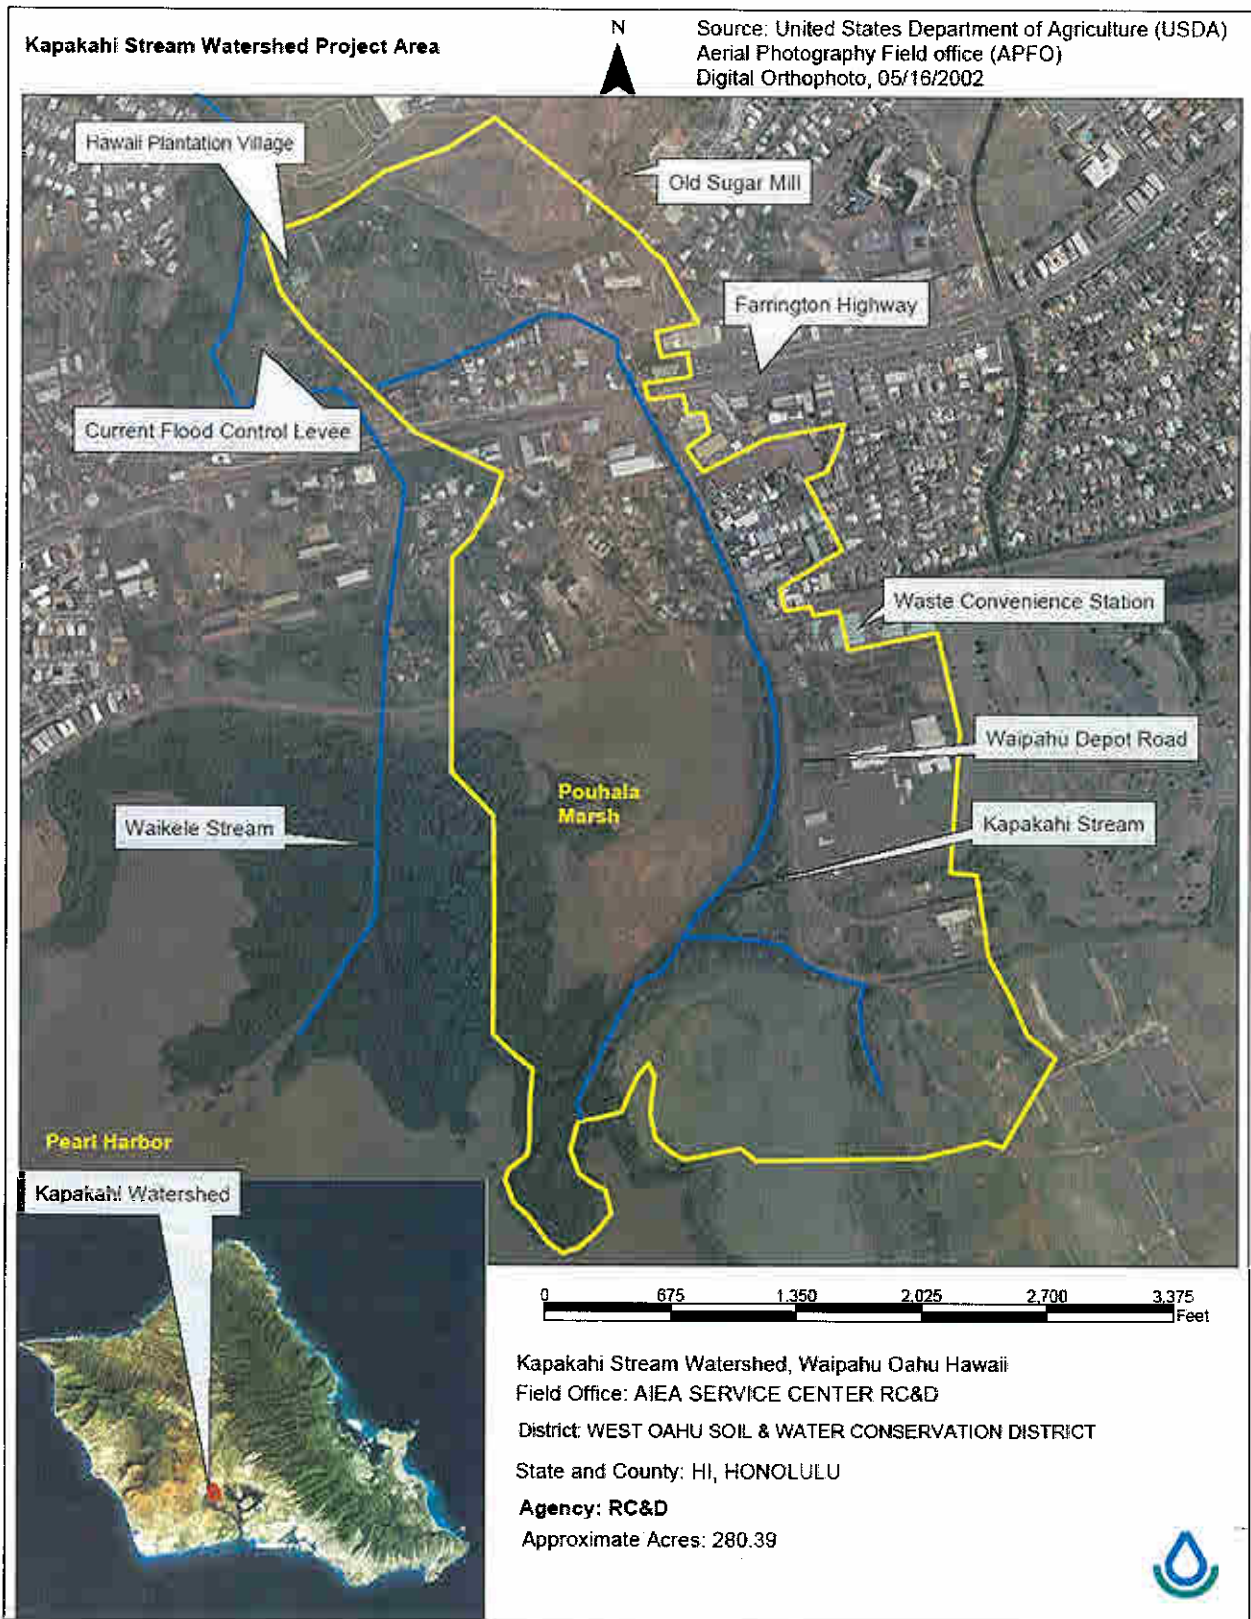 Kapakahi Stream Watershed Project Area
N
Source: United States Department of Agriculture (USDA)
Aerial Photography Field office (APFO)
Digital Orthophoto, 05/16/2002
Hawaii Plantation Village
Old Sugar Mill
Farrington Highway
Current Flood Control Levee
Waste Convenience Station
Waipahu Depot Road
Pouhala
Marsh
Kapakahi Stream
Waikele Stream
Pearl Harbor
Kapakahi Watershed
0 675 1,350 2,025 2,700 3,375
Feet
Kapakahi Stream Watershed, Waipahu Oahu Hawaii
Field Office: AIEA SERVICE CENTER RC&D
District: WEST OAHU SOIL & WATER CONSERVATION DISTRICT
State and County: HI, HONOLULU
Agency: RC&D
Approximate Acres: 280.39